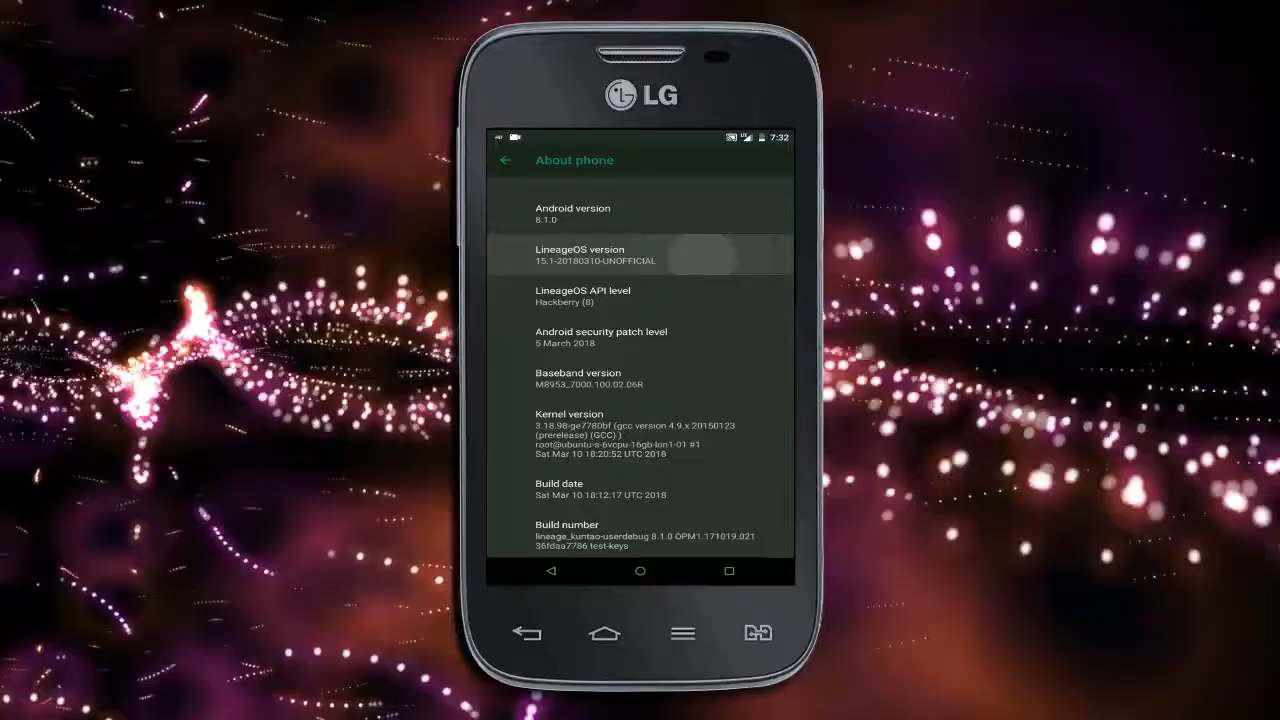 LG
HD
LTE
7:32
About phone
Android version
8.1.0
LineageOS version
15.1-20180310-UNOFFICIAL
LineageOS API level
Hackberry (8)
Android security patch level
5 March 2018
Baseband version
M8953_7000.100.02.06R
Kernel version
3.18.98-ge7780bf (gcc version 4.9.x 20150123
(prerelease) (GCC) )
root@ubuntu-s-6vcpu-16gb-lon1-01 #1
Sat Mar 10 18:20:52 UTC 2018
Build date
Sat Mar 10 18:12:17 UTC 2018
Build number
lineage_kuntao-userdebug 8.1.0 OPM1.171019.021
36fdaa7786 test-keys